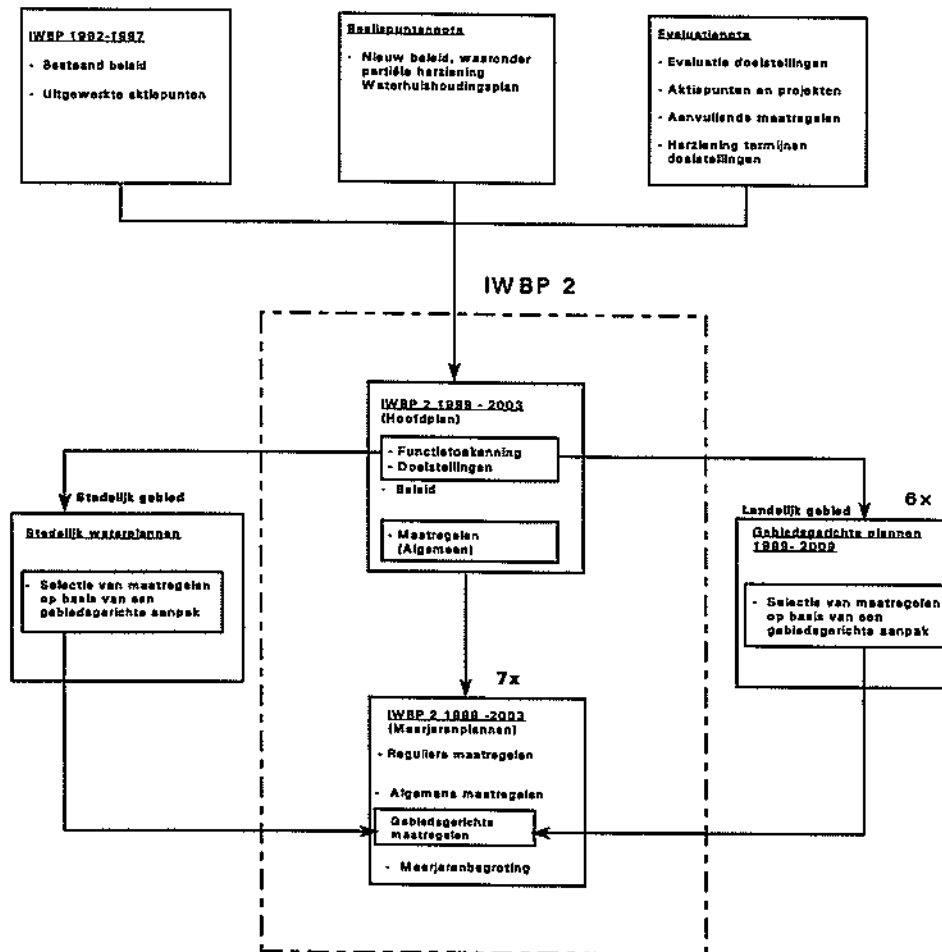 IWBP 1992-1997
- Bestaand beleid
- Uitgewerkte aktiepunten
Beslispuntennota
- Nieuw beleid, waaronder
partiële herziening
Waterhuishoudingsplan
Evaluatienota
- Evaluatie doelstellingen
- Aktiepunten en projekten
- Aanvullende maatregelen
- Herziening termijnen
doelstellingen
IWBP 2
IWBP 2 1999 - 2003
(Hoofdplan)
- Functietoekenning
- Doelstellingen
- Beleid
- Maatregelen
(Algemeen)
Stedelijk gebied
Stedelijk waterplannen
- Selectie van maatregelen
op basis van een
gebiedsgerichte aanpak
6x
Landelijk gebied
Gebiedsgerichte plannen
1999- 2009
- Selectie van maatregelen
op basis van een
gebiedsgerichte aanpak
7x
IWBP 2 1999 -2003
(Meerjarenplannen)
- Reguliere maatregelen
- Algemene maatregelen
Gebiedsgerichte
maatregelen
- Meerjarenbegroting